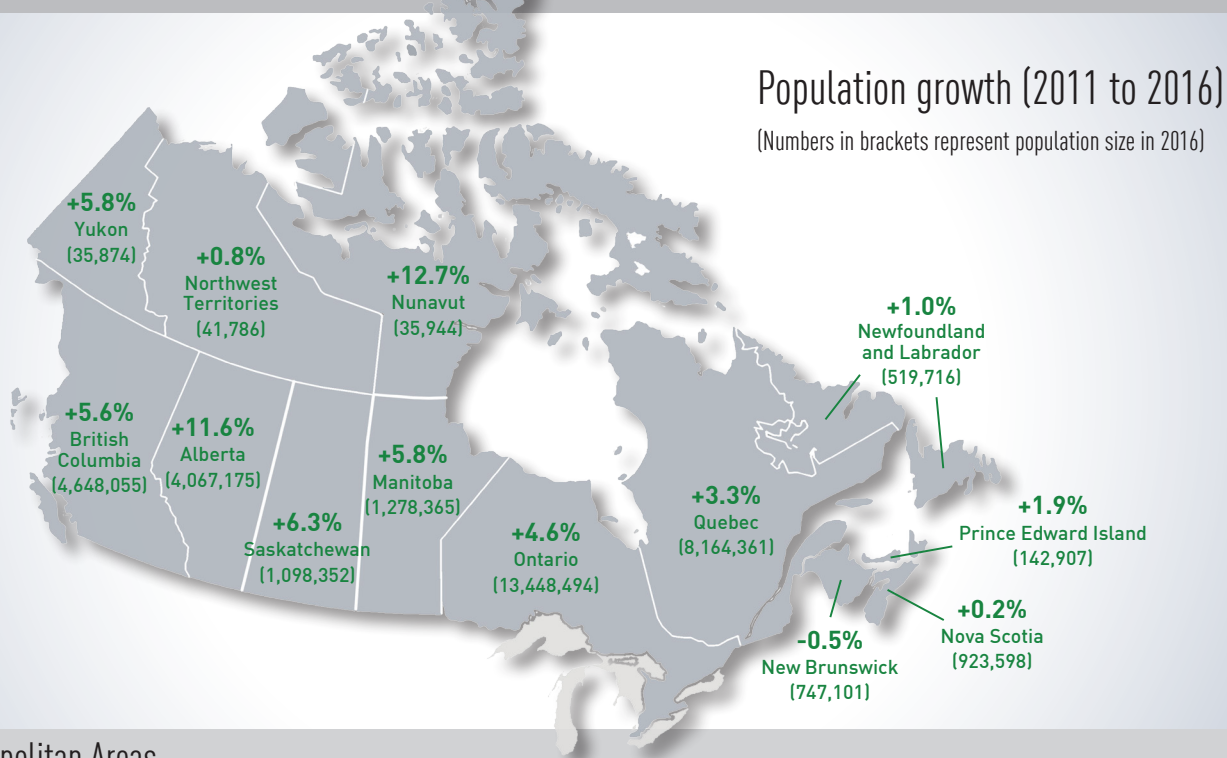 Population growth (2011 to 2016)
(Numbers in brackets represent population size in 2016)
+5.8%
Yukon
(35,874)
+0.8%
Northwest
Territories
(41,786)
+12.7%
Nunavut
(35,944)
+1.0%
Newfoundland
and Labrador
(519,716)
+5.6%
British
Columbia
(4,648,055)
+11.6%
Alberta
(4,067,175)
+6.3%
Saskatchewan
(1,098,352)
+5.8%
Manitoba
(1,278,365)
+4.6%
Ontario
(13,448,494)
+3.3%
Quebec
(8,164,361)
+1.9%
Prince Edward Island
(142,907)
+0.2%
Nova Scotia
(923,598)
-0.5%
New Brunswick
(747,101)
Areas